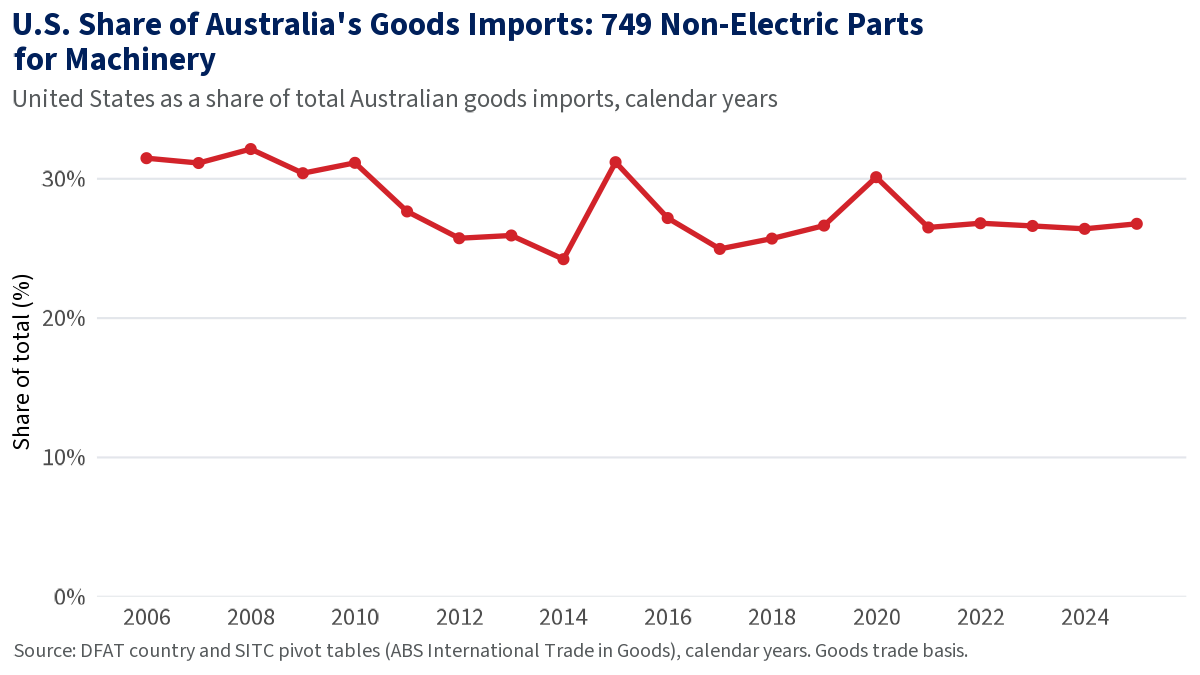 U.S. Share of Australia's Goods Imports: 749 Non-Electric Parts
for Machinery
United States as a share of total Australian goods imports, calendar years
Share of total (%)
30%
20%
10%
0%
2006 2008 2010 2012 2014 2016 2018 2020 2022 2024
Source: DFAT country and SITC pivot tables (ABS International Trade in Goods), calendar years. Goods trade basis.